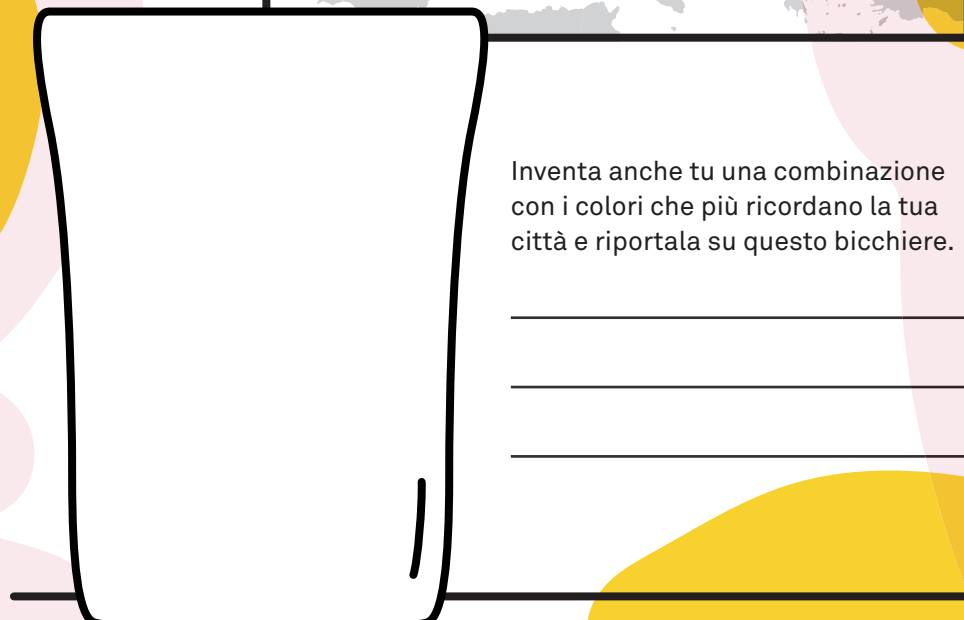 Inventa anche tu una combinazione
con i colori che più ricordano la tua
città e riportala su questo bicchiere.